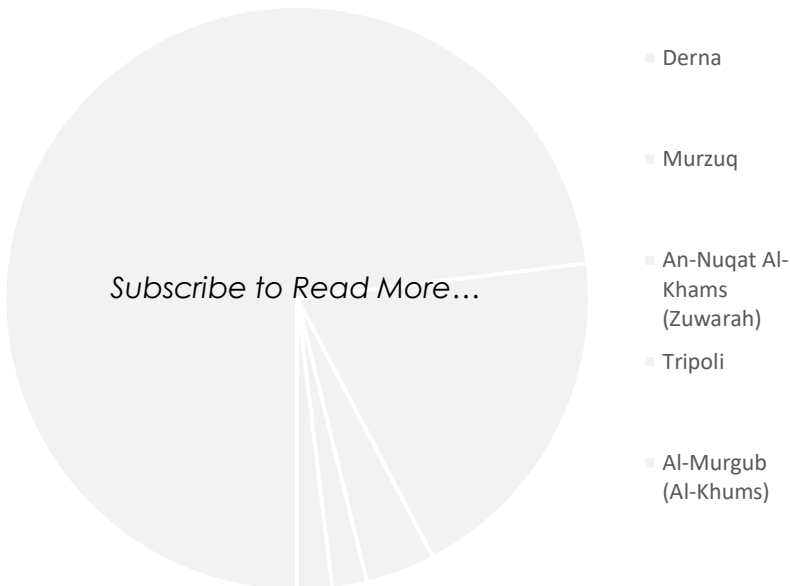 Subscribe to Read More…
Derna
Murzuq
An-Nuqat Al-
Khams
(Zuwarah)
Tripoli
Al-Murgub
(Al-Khums)